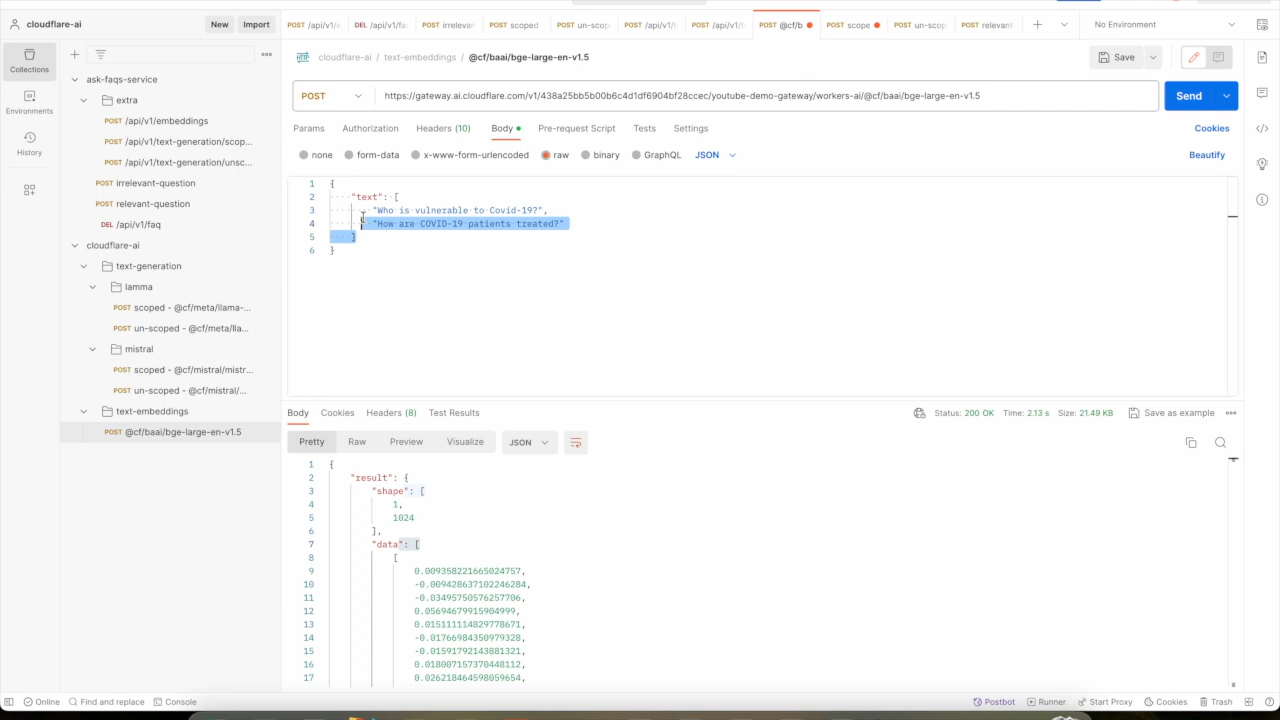 cloudflare-ai
New
Import
/api/v1/e
DEL /api/v1/fa
irrelevan
scoped
un-scop
POST /api/v1/t
POST /api/v1/
POST @cf/b
POST scope
POST un-scop
relevant
No Environment
Collections
Environments
History
ask-faqs-service
extra
POST /api/v1/embeddings
POST /api/v1/text-generation/scop...
POST /api/v1/text-generation/unsc...
POST irrelevant-question
POST relevant-question
POST /api/v1/faq
cloudflare-ai
text-generation
lamma
POST scoped - @cf/meta/llama-...
POST un-scoped - @cf/meta/lla...
mistral
POST scoped - @cf/mistral/mistr...
POST un-scoped - @cf/mistral/...
text-embeddings
POST @cf/baai/bge-large-en-v1.5
HTTP cloudflare-ai / text-embeddings / @cf/baai/bge-large-en-v1.5
Save
POST https://gateway.ai.cloudflare.com/v1/438a25bb5b00b6c4d1df6904bf28ccec/youtube-demo-gateway/workers-ai/@cf/baai/bge-large-en-v1.5
Send
Params Authorization Headers (10) Body Pre-request Script Tests Settings Cookies
none form-data x-www-form-urlencoded raw binary GraphQL JSON Beautify
1 {
2 "text": [
3 "Who is vulnerable to Covid-19?",
4 "How are COVID-19 patients treated?"
5 ]
6 }
Body Cookies Headers (8) Test Results Status: 200 OK Time: 2.13 s Size: 21.49 KB Save as example
Pretty Raw Preview Visualize JSON
1 {
2 "result": {
3 "shape": [
4 1,
5 1024
6 ],
7 "data": [
8 [
9 0.009358221665024757,
10 -0.009428637102246284,
11 -0.03495750576257706,
12 0.05694679915904999,
13 0.015111114829778671,
14 -0.01766984350979328,
15 -0.01591792143881321,
16 0.018007157370448112,
17 0.026218464598059654,
Online Find and replace Console Postbot Runner Start Proxy Cookies Trash